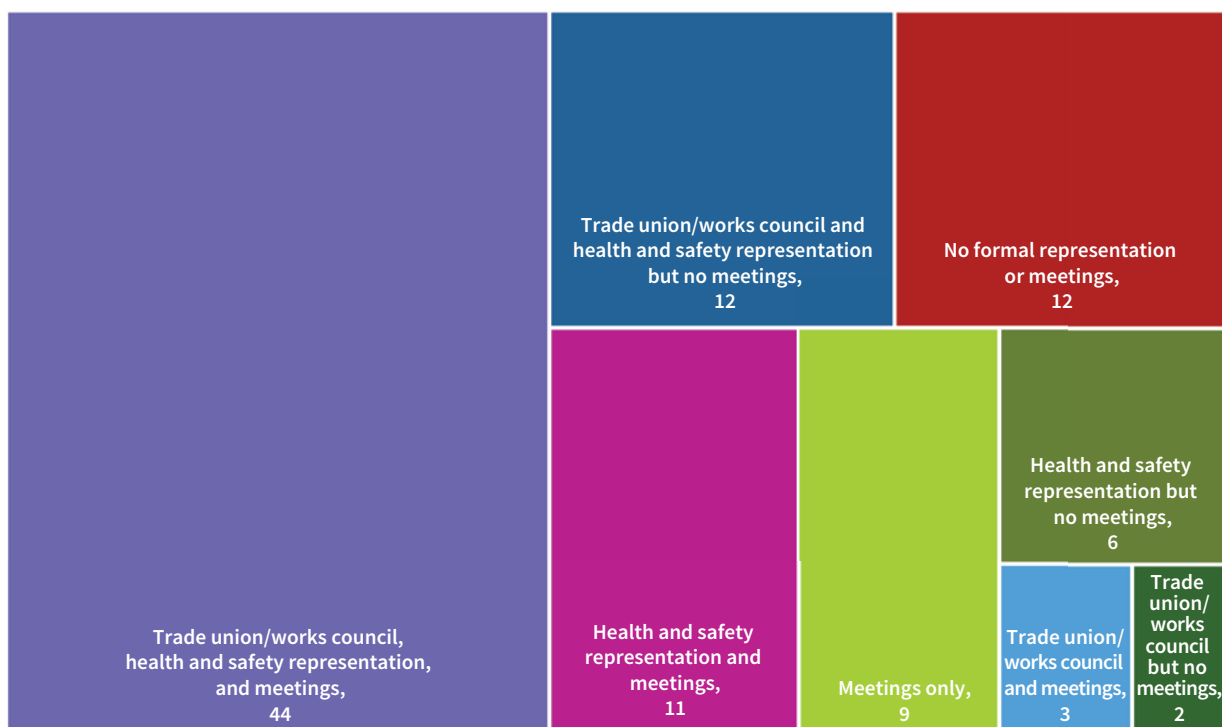 Trade union/works council,
health and safety representation,
and meetings,
44
Trade union/works council and
health and safety representation
but no meetings,
12
No formal representation
or meetings,
12
Health and safety
representation and
meetings,
11
Meetings only,
9
Health and safety
representation but
no meetings,
6
Trade union/
works council
and meetings,
3
Trade
union/
works
council
but no
meetings,
2